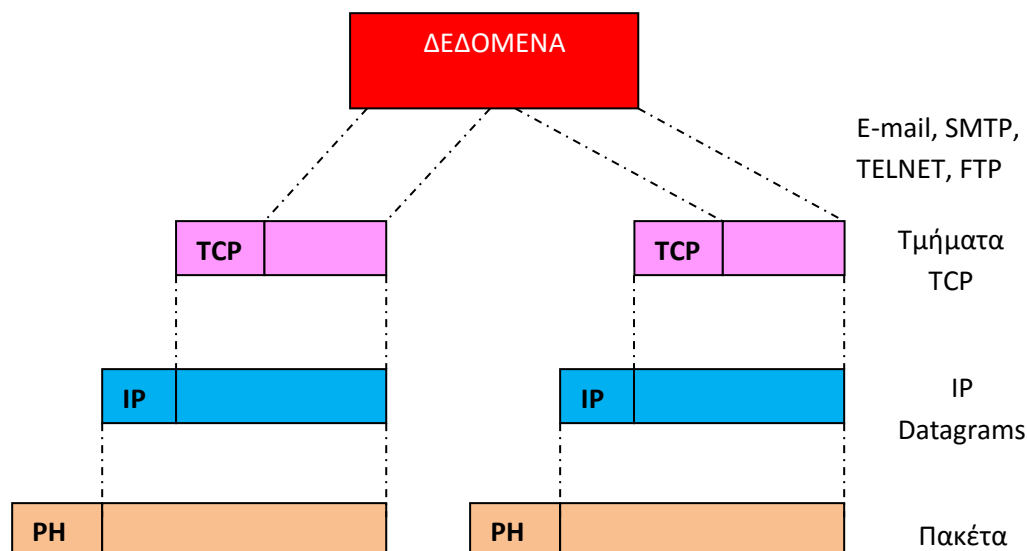 ΔΕΔΟΜΕΝΑ
E-mail, SMTP,
TELNET, FTP
TCP
TCP
Τμήματα
TCP
IP
IP
IP
Datagrams
PH
PH
Πακέτα